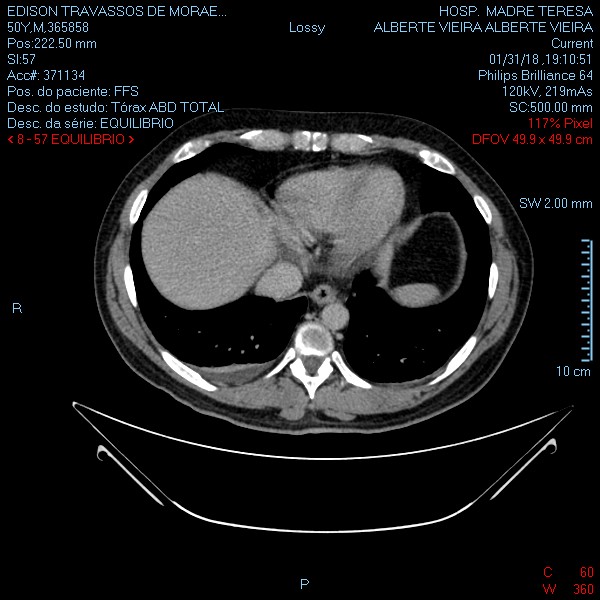 EDISON TRAVASSOS DE MORAE...
50Y,M,365858
Pos:222.50 mm
SI:57
Acc#: 371134
Pos. do paciente: FFS
Desc. do estudo: Tórax ABD TOTAL
Desc. da série: EQUILIBRIO
< 8 - 57 EQUILIBRIO >
Lossy
HOSP. MADRE TERESA
ALBERTE VIEIRA ALBERTE VIEIRA
Current
01/31/18 ,19:10:51
Philips Brilliance 64
120kV, 219mAs
SC:500.00 mm
117% Pixel
DFOV 49.9 x 49.9 cm
SW 2.00 mm
R
10 cm
P
C 60
W 360